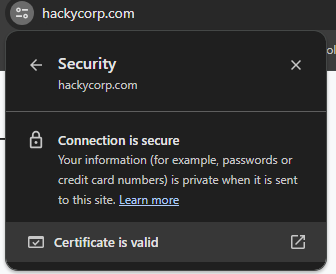 hackycorp.com
Security
hackycorp.com
Connection is secure
Your information (for example, passwords or
credit card numbers) is private when it is sent
to this site. Learn more
Certificate is valid